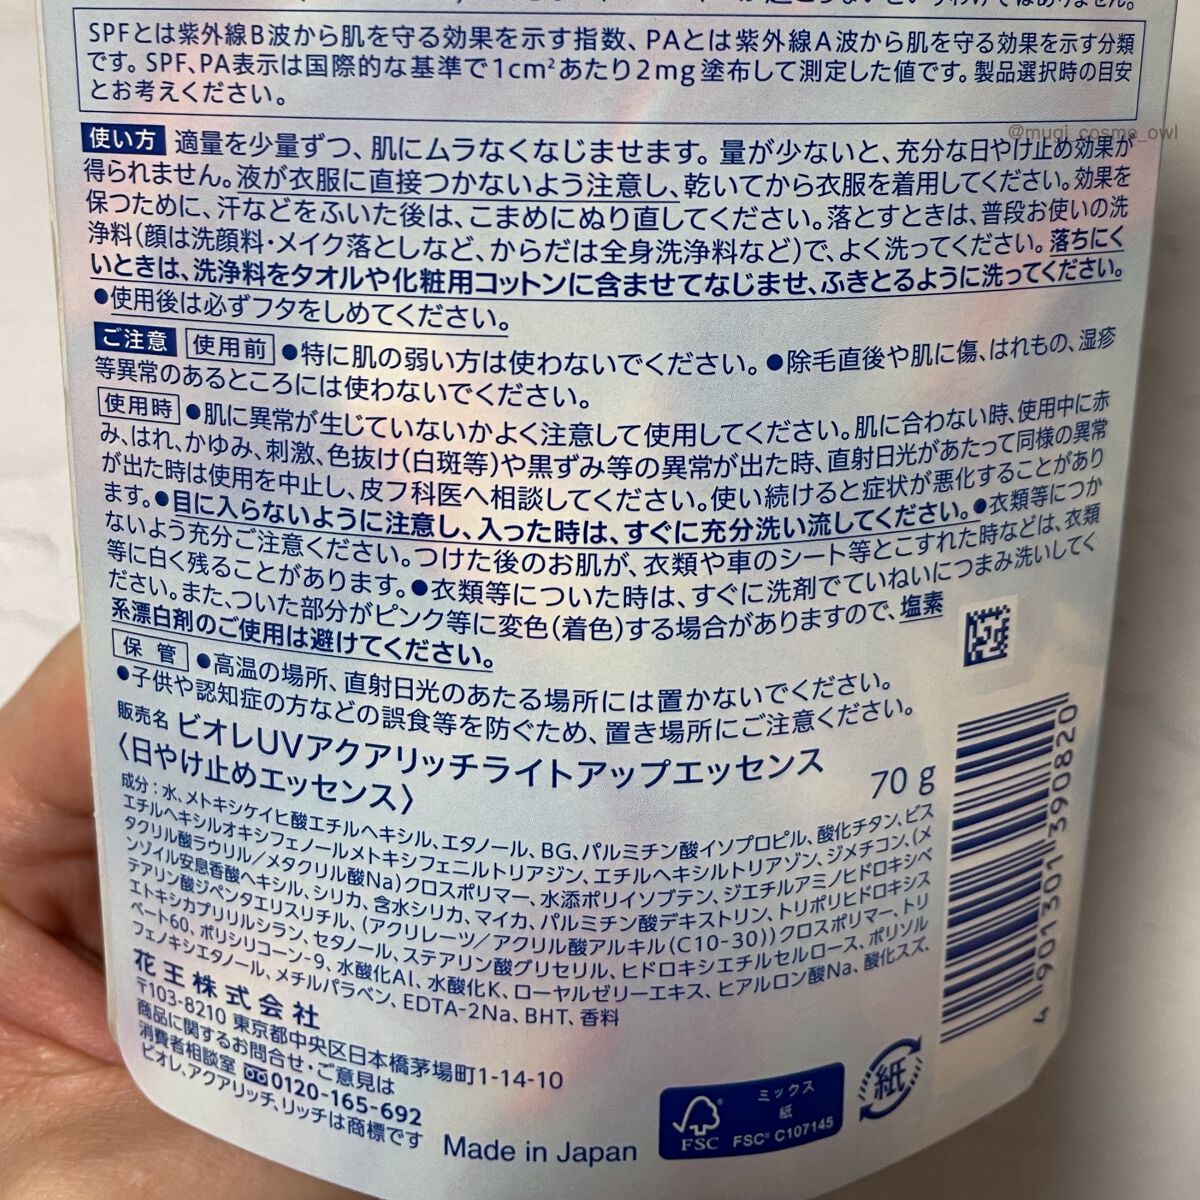 SPFとは紫外線B波から肌を守る効果を示す指数、PAとは紫外線A波から肌を守る効果を示す分類
です。SPF、PA表示は国際的な基準で1cm²あたり2mg塗布して測定した値です。製品選択時の目安
とお考えください。
@mugi_cosme_owl
使い方 適量を少量ずつ、肌にムラなくなじませます。量が少ないと、充分な日やけ止め効果が
得られません。液が衣服に直接つかないよう注意し、乾いてから衣服を着用してください。効果を
保つために、汗などをふいた後は、こまめにぬり直してください。落とすときは、普段お使いの洗
浄料(顔は洗顔料・メイク落としなど、からだは全身洗浄料など)で、よく洗ってください。落ちにく
いときは、洗浄料をタオルや化粧用コットンに含ませてなじませ、ふきとるように洗ってください。
●使用後は必ずフタをしめてください。
ご注意 使用前 ●特に肌の弱い方は使わないでください。●除毛直後や肌に傷、はれもの、湿疹
等異常のあるところには使わないでください。
使用時 ●肌に異常が生じていないかよく注意して使用してください。肌に合わない時、使用中に赤
み、はれ、かゆみ、刺激、色抜け(白斑等)や黒ずみ等の異常が出た時、直射日光があたって同様の異常
が出た時は使用を中止し、皮フ科医へ相談してください。使い続けると症状が悪化することがあり
ます。●目に入らないように注意し、入った時は、すぐに充分洗い流してください。●衣類等につか
ないよう充分ご注意ください。つけた後のお肌が、衣類や車のシート等とこすれた時などは、衣類
等に白く残ることがあります。●衣類等についた時は、すぐに洗剤でていねいにつまみ洗いしてく
ださい。また、ついた部分がピンク等に変色(着色)する場合がありますので、塩素
系漂白剤のご使用は避けてください。
保管 ●高温の場所、直射日光のあたる場所には置かないでください。
●子供や認知症の方などの誤食等を防ぐため、置き場所にご注意ください。
販売名 ビオレUVアクアリッチライトアップエッセンス
〈日やけ止めエッセンス〉 70g
成分:水、メトキシケイヒ酸エチルヘキシル、エタノール、BG、パルミチン酸イソプロピル、酸化チタン、ビス
エチルヘキシルオキシフェノールメトキシフェニルトリアジン、エチルヘキシルトリアゾン、ジメチコン、(メ
タクリル酸ラウリル/メタクリル酸Na)クロスポリマー、水添ポリイソブテン、ジエチルアミノヒドロキシベ
ンゾイル安息香酸ヘキシル、シリカ、含水シリカ、マイカ、パルミチン酸デキストリン、トリポリヒドロキシス
テアリン酸ジペンタエリスリチル、(アクリレーツ/アクリル酸アルキル(C10-30))クロスポリマー、トリ
エトキシカプリリルシラン、セタノール、ステアリン酸グリセリル、ヒドロキシエチルセルロース、ポリソル
ベート60、ポリシリコーン-9、水酸化Al、水酸化K、ローヤルゼリーエキス、ヒアルロン酸Na、酸化スズ、
フェノキシエタノール、メチルパラベン、EDTA-2Na、BHT、香料
花王株式会社
〒103-8210 東京都中央区日本橋茅場町1-14-10
商品に関するお問合せ・ご意見は
消費者相談室 0120-165-692
ビオレ、アクアリッチ、リッチは商標です
Made in Japan
FSC
ミックス
紙
FSC® C107145
紙
4 901301 390820